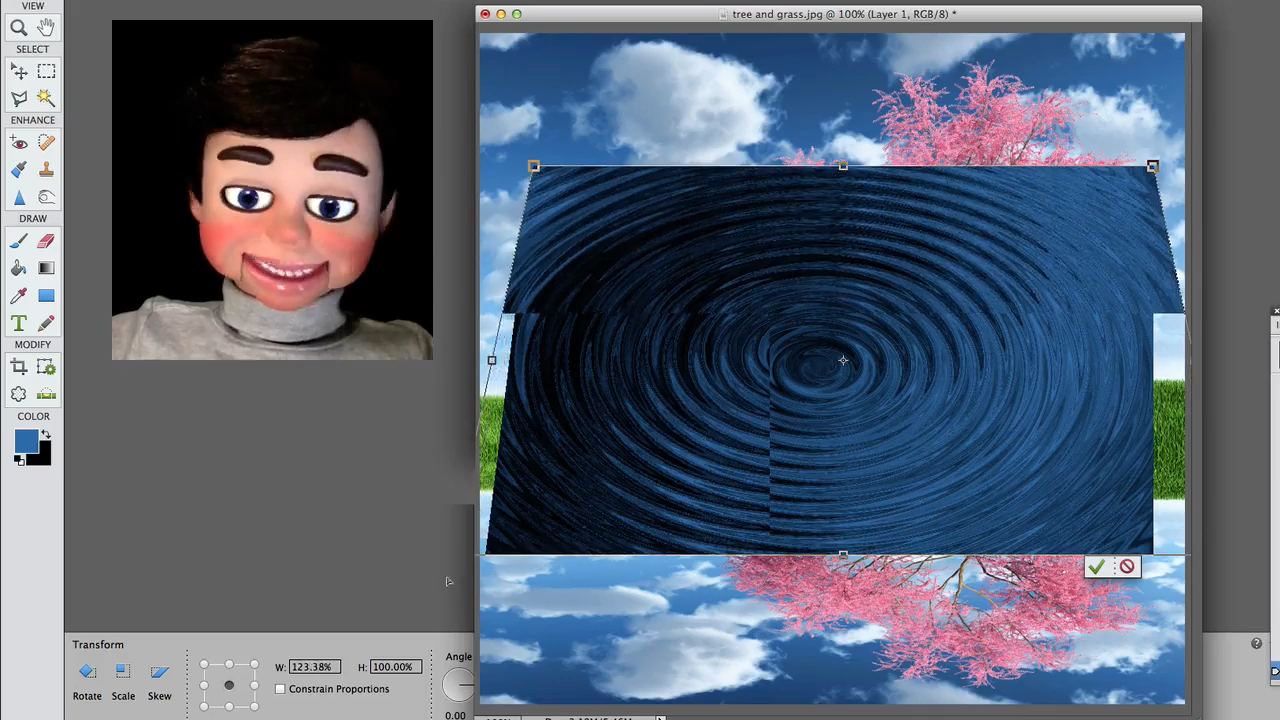 VIEW
tree and grass.jpg @ 100% (Layer 1, RGB/8) *
SELECT
ENHANCE
DRAW
T
MODIFY
COLOR
Transform
Rotate
Scale
Skew
W: 123.38%
H: 100.00%
Constrain Proportions
Angle
0.00